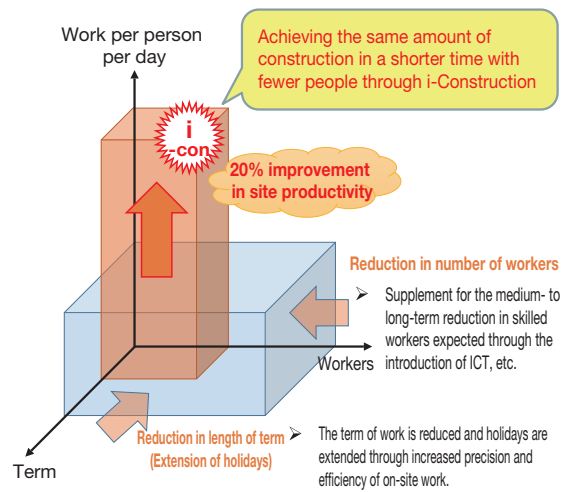 Work per person
per day
Achieving the same amount of
construction in a shorter time with
fewer people through i-Construction
i
-con
20% improvement
in site productivity
Reduction in number of workers
➢ Supplement for the medium- to
long-term reduction in skilled
workers expected through the
introduction of ICT, etc.
Workers
Reduction in length of term
(Extension of holidays)
➢ The term of work is reduced and holidays are
extended through increased precision and
efficiency of on-site work.
Term